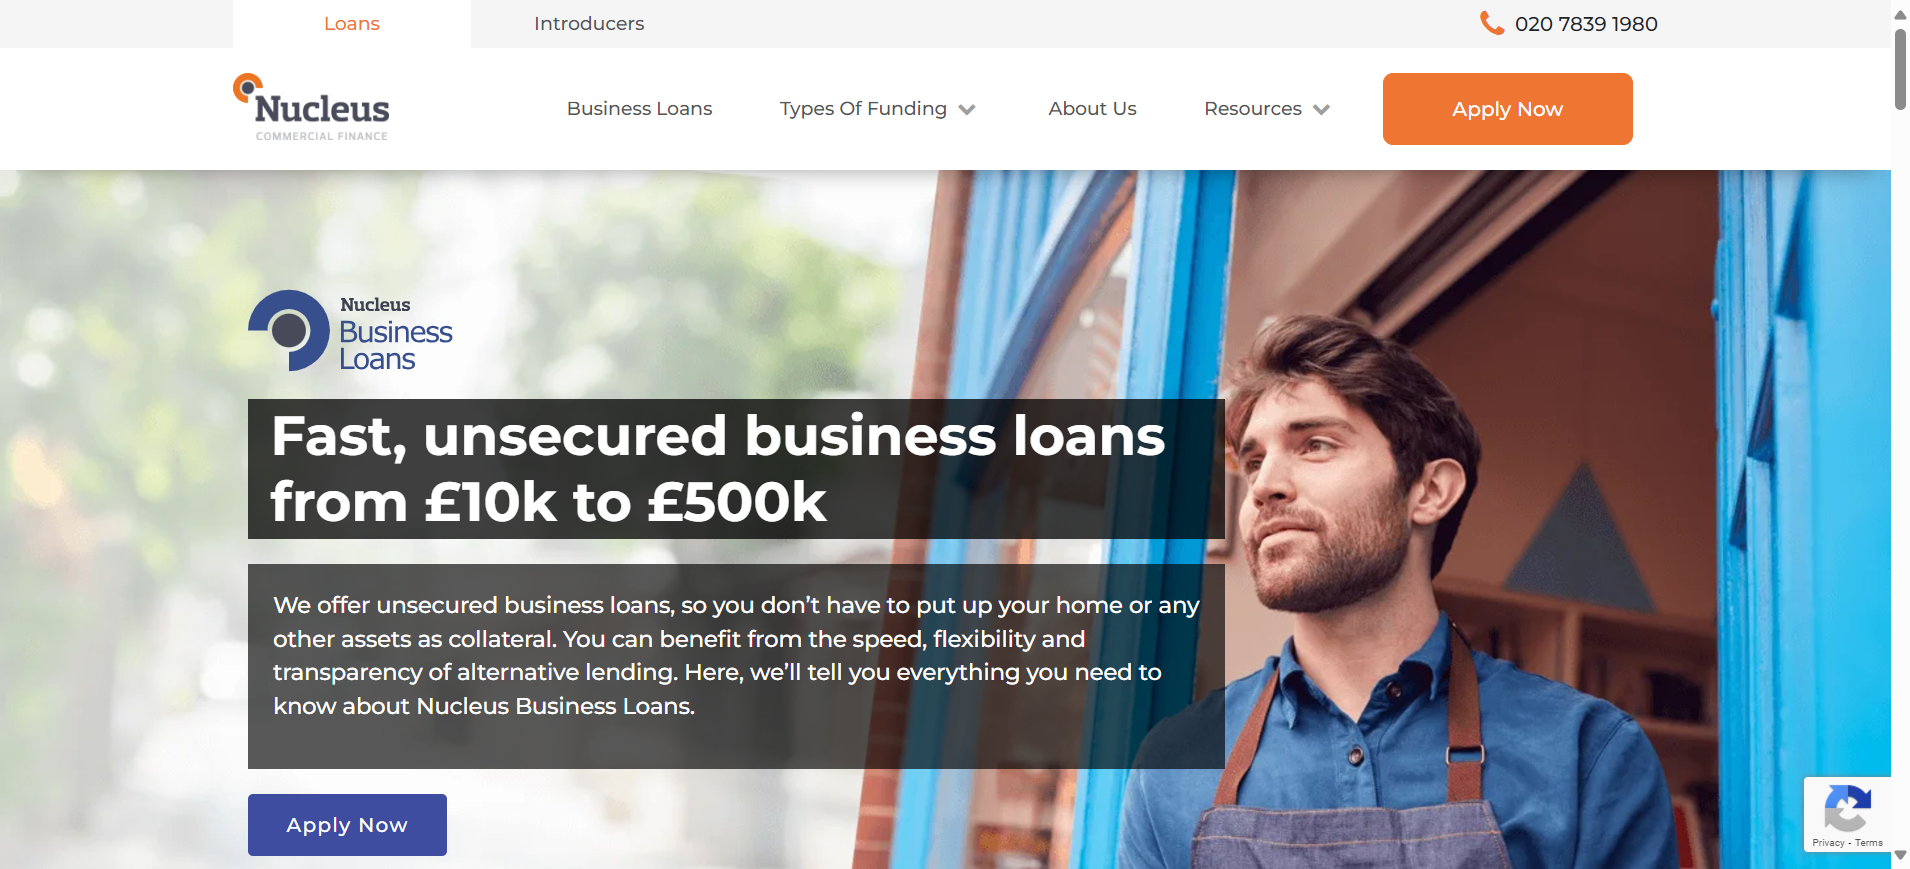 Loans
Introducers
020 7839 1980
Nucleus
COMMERCIAL FINANCE
Business Loans
Types Of Funding
About Us
Resources
Apply Now
Nucleus
Business
Loans
Fast, unsecured business loans
from £10k to £500k
We offer unsecured business loans, so you don’t have to put up your home or any
other assets as collateral. You can benefit from the speed, flexibility and
transparency of alternative lending. Here, we’ll tell you everything you need to
know about Nucleus Business Loans.
Apply Now
Privacy - Terms